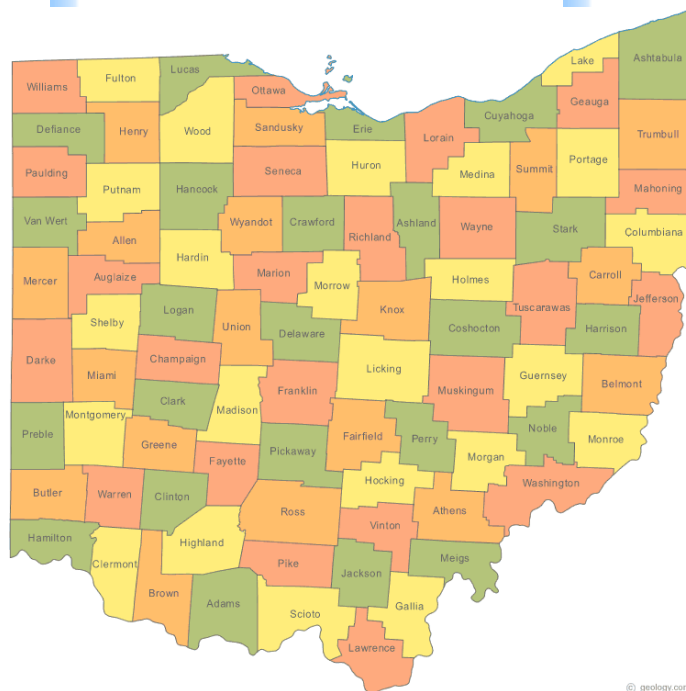 Lake
Ashtabula
Lucas
Fulton
Williams
Ottawa
Geauga
Cuyahoga
Defiance
Henry
Wood
Sandusky
Erie
Lorain
Trumbull
Huron
Medina
Summit
Portage
Paulding
Seneca
Putnam
Hancock
Mahoning
Van Wert
Wyandot
Crawford
Ashland
Wayne
Stark
Columbiana
Allen
Richland
Hardin
Mercer
Auglaize
Marion
Morrow
Holmes
Carroll
Jefferson
Logan
Knox
Tuscarawas
Shelby
Union
Delaware
Coshocton
Harrison
Darke
Champaign
Licking
Miami
Guernsey
Belmont
Franklin
Muskingum
Clark
Madison
Montgomery
Preble
Greene
Fairfield
Perry
Noble
Monroe
Pickaway
Fayette
Morgan
Hocking
Washington
Butler
Warren
Clinton
Ross
Athens
Vinton
Hamilton
Highland
Clermont
Pike
Meigs
Jackson
Brown
Adams
Scioto
Gallia
Lawrence
© geology.com